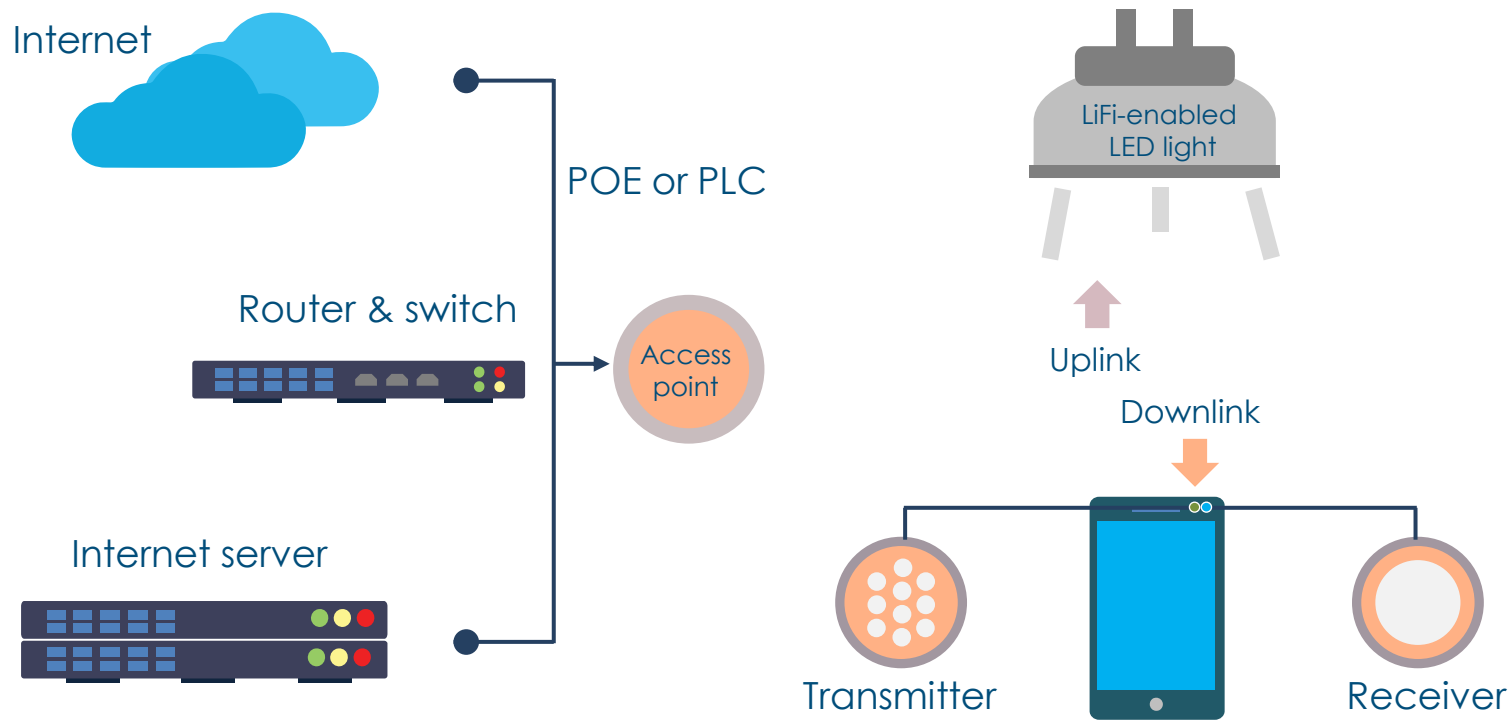 Internet
POE or PLC
Router & switch
Access
point
Internet server
LiFi-enabled
LED light
Uplink
Downlink
Transmitter
Receiver